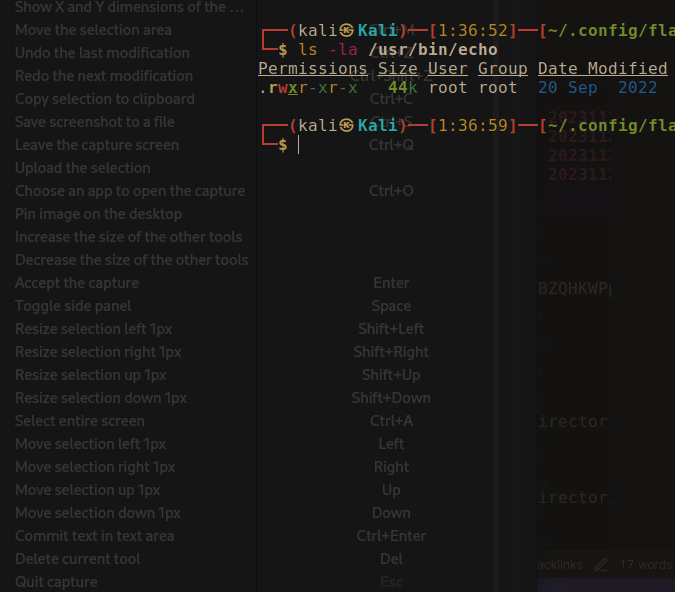 Show X and Y dimensions of the ...
Move the selection area Ctrl+M
┌──(kali㉿Kali)──[1:36:52]──[~/.config/fla
Undo the last modification
└─$ ls -la /usr/bin/echo
Redo the next modification Ctrl+Shift+Z
Permissions Size User Group Date Modified
.rwxr-xr-x 44k root root 20 Sep 2022
Copy selection to clipboard Ctrl+C
Save screenshot to a file Ctrl+S
┌──(kali㉿Kali)──[1:36:59]──[~/.config/fla
Leave the capture screen Ctrl+Q
└─$
Upload the selection
Choose an app to open the capture Ctrl+O
Pin image on the desktop
Increase the size of the other tools
Decrease the size of the other tools
Accept the capture Enter
Toggle side panel Space
Resize selection left 1px Shift+Left
Resize selection right 1px Shift+Right
Resize selection up 1px Shift+Up
Resize selection down 1px Shift+Down
Select entire screen Ctrl+A
Move selection left 1px Left
Move selection right 1px Right
Move selection up 1px Up
Move selection down 1px Down
Commit text in text area Ctrl+Enter
Delete current tool Del
acklinks 17 words
Quit capture Esc